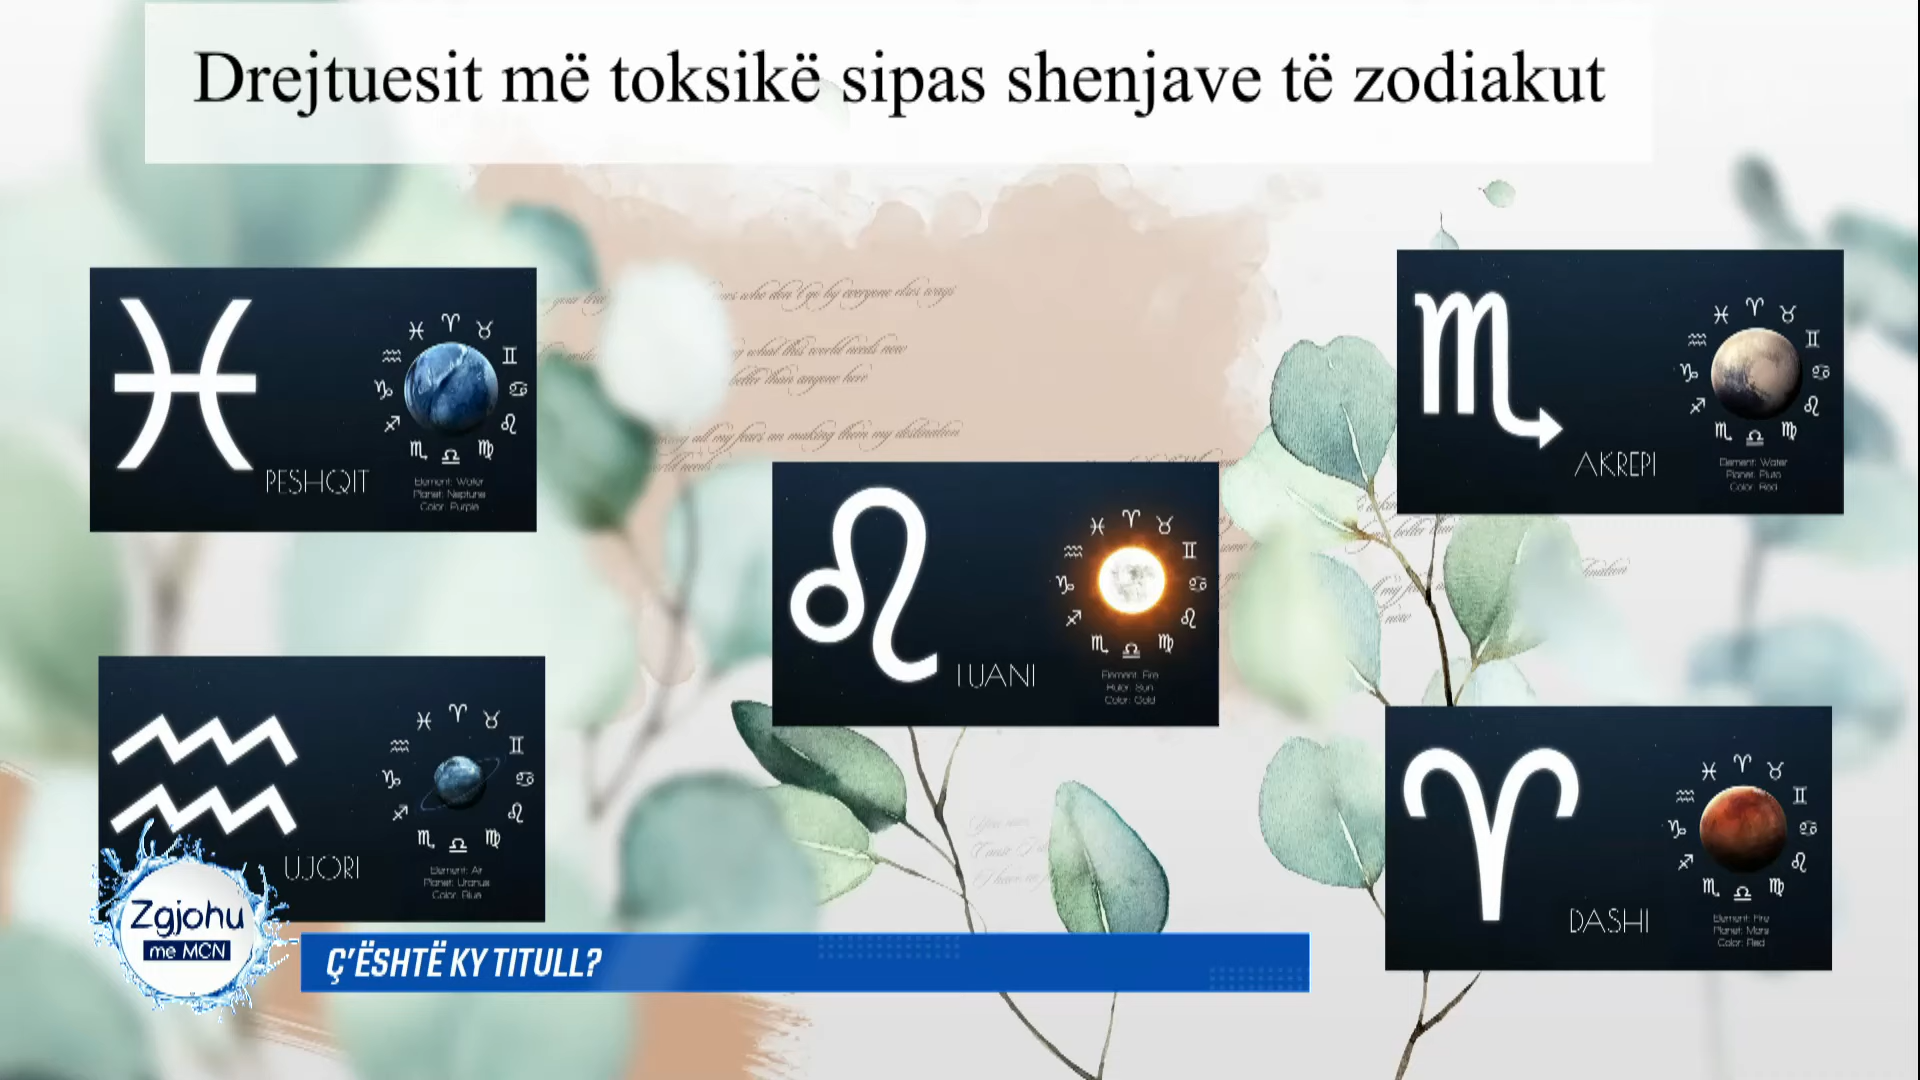 Drejtuesit më toksikë sipas shenjave të zodiakut
PESHQIT
Element: Water
Planet: Neptune
Color: Purple
AKREPI
Element: Water
Planet: Pluto
Color: Red
LUANI
Element: Fire
Ruler: Sun
Color: Gold
UJORI
Element: Air
Planet: Uranus
Color: Blue
DASHI
Element: Fire
Planet: Mars
Color: Red
Zgjohu
me MCN
Ç'ËSHTË KY TITULL?